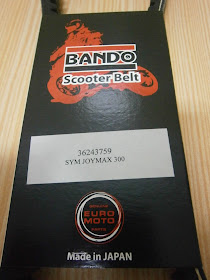 BANDO
Scooter Belt
36243759
SYM JOYMAX 300
EURO
MOTO
Made in JAPAN